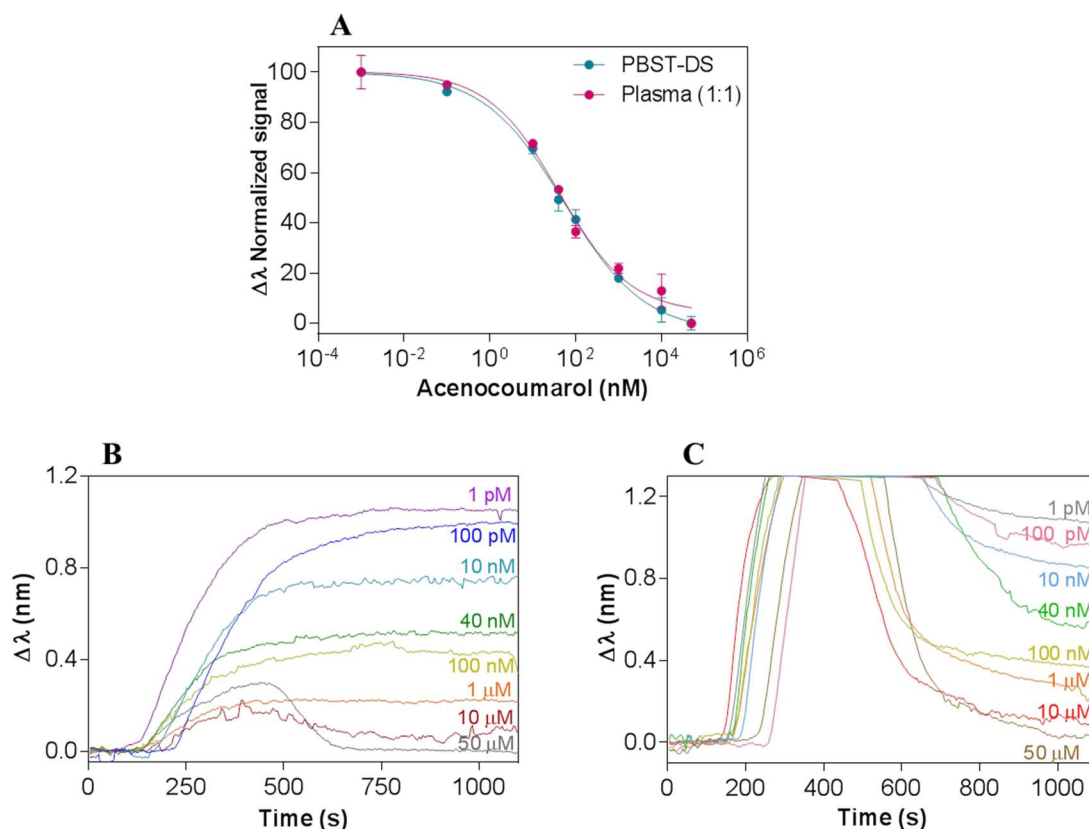 A
Δλ Normalized signal
100
80
60
40
20
0
PBST-DS
Plasma (1:1)
10⁻⁴
10⁻²
10⁰
10²
10⁴
10⁶
Acenocoumarol (nM)
B
Δλ (nm)
1.2
0.8
0.4
0.0
1 pM
100 pM
10 nM
40 nM
100 nM
1 μM
10 μM
50 μM
0
250
500
750
1000
Time (s)
C
Δλ (nm)
1.2
0.8
0.4
0.0
1 pM
100 pM
10 nM
40 nM
100 nM
1 μM
10 μM
50 μM
0
200
400
600
800
1000
Time (s)